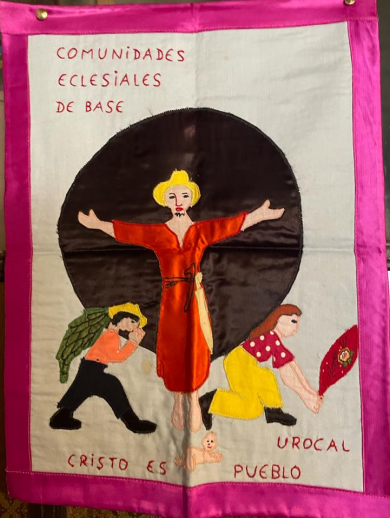 COMUNIDADES
ECLESIALES
DE BASE
UROCAL
CRISTO ES PUEBLO